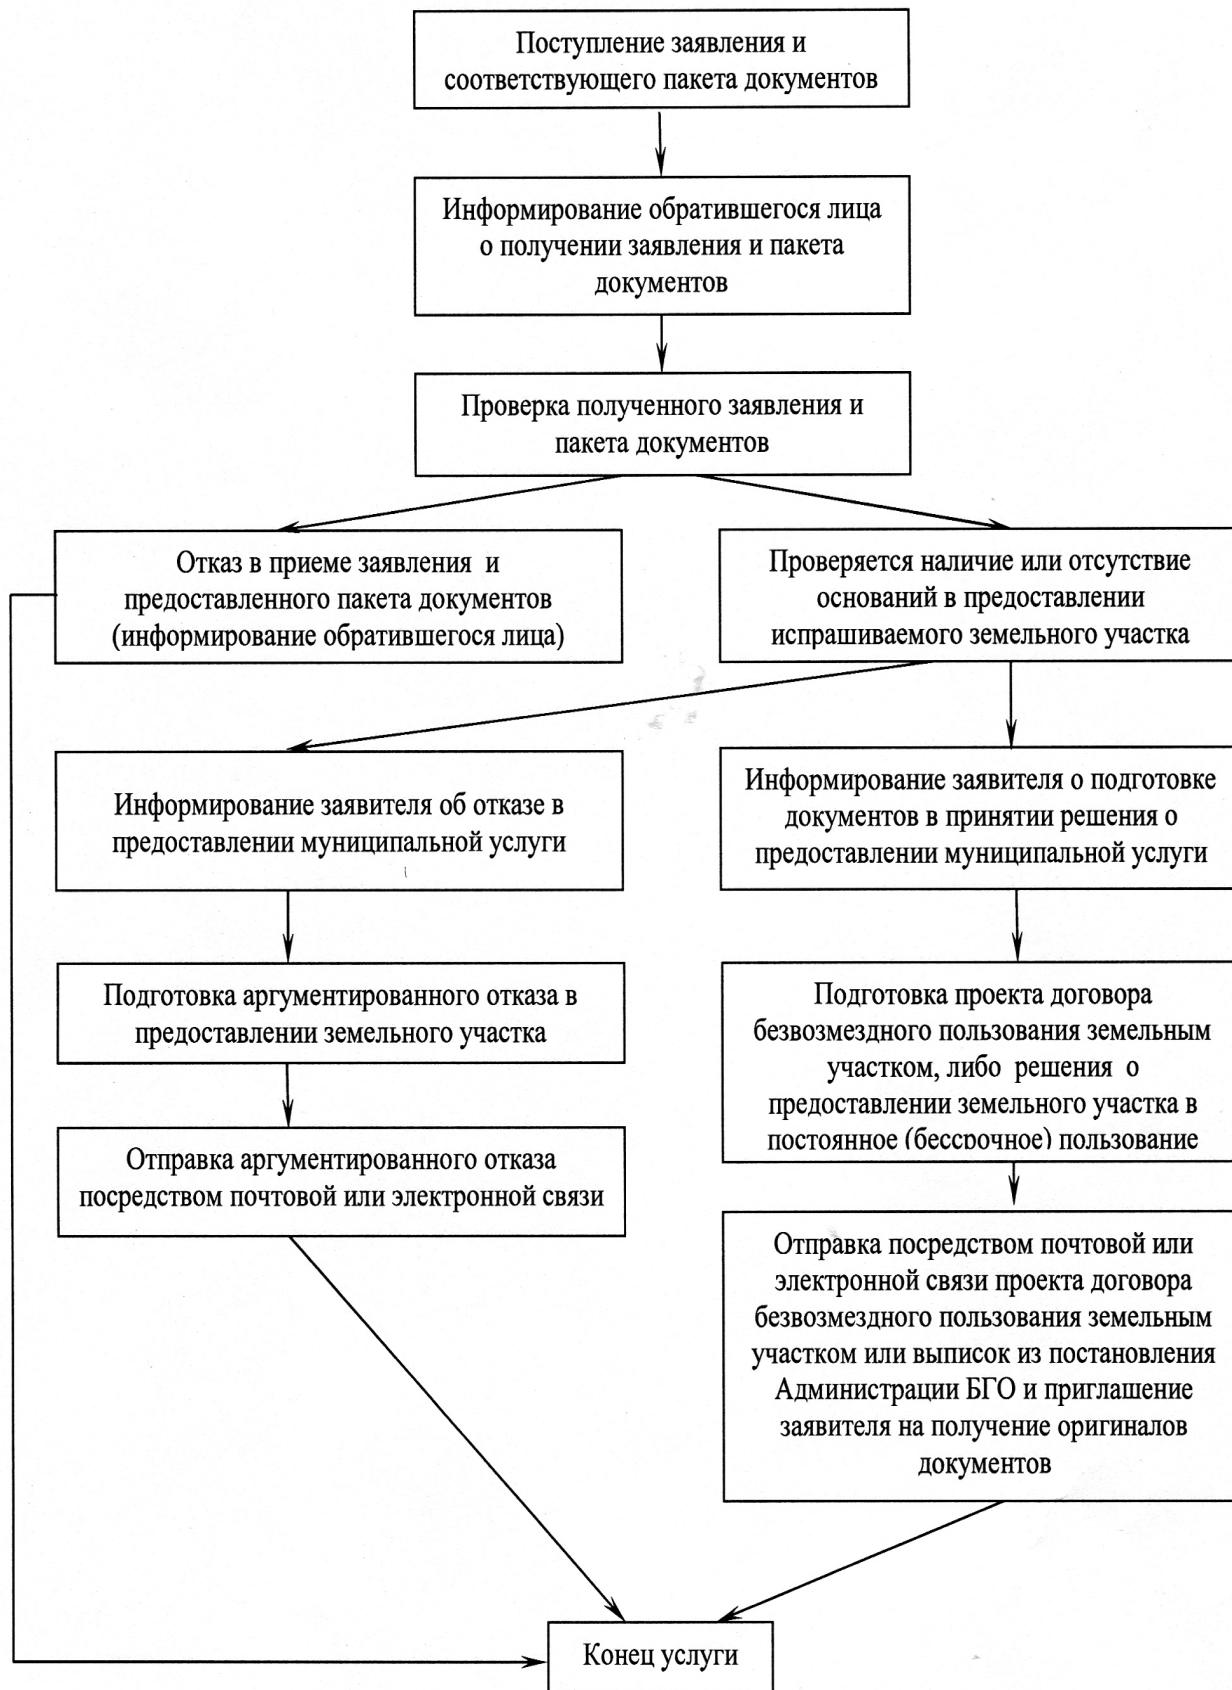 Поступление заявления и
соответствующего пакета документов
Информирование обратившегося лица
о получении заявления и пакета
документов
Проверка полученного заявления и
пакета документов
Отказ в приеме заявления и
предоставленного пакета документов
(информирование обратившегося лица)
Проверяется наличие или отсутствие
оснований в предоставлении
испрашиваемого земельного участка
Информирование заявителя об отказе в
предоставлении муниципальной услуги
Информирование заявителя о подготовке
документов в принятии решения о
предоставлении муниципальной услуги
Подготовка аргументированного отказа в
предоставлении земельного участка
Подготовка проекта договора
безвозмездного пользования земельным
участком, либо решения о
предоставлении земельного участка в
постоянное (бессрочное) пользование
Отправка аргументированного отказа
посредством почтовой или электронной связи
Отправка посредством почтовой или
электронной связи проекта договора
безвозмездного пользования земельным
участком или выписок из постановления
Администрации БГО и приглашение
заявителя на получение оригиналов
документов
Конец услуги